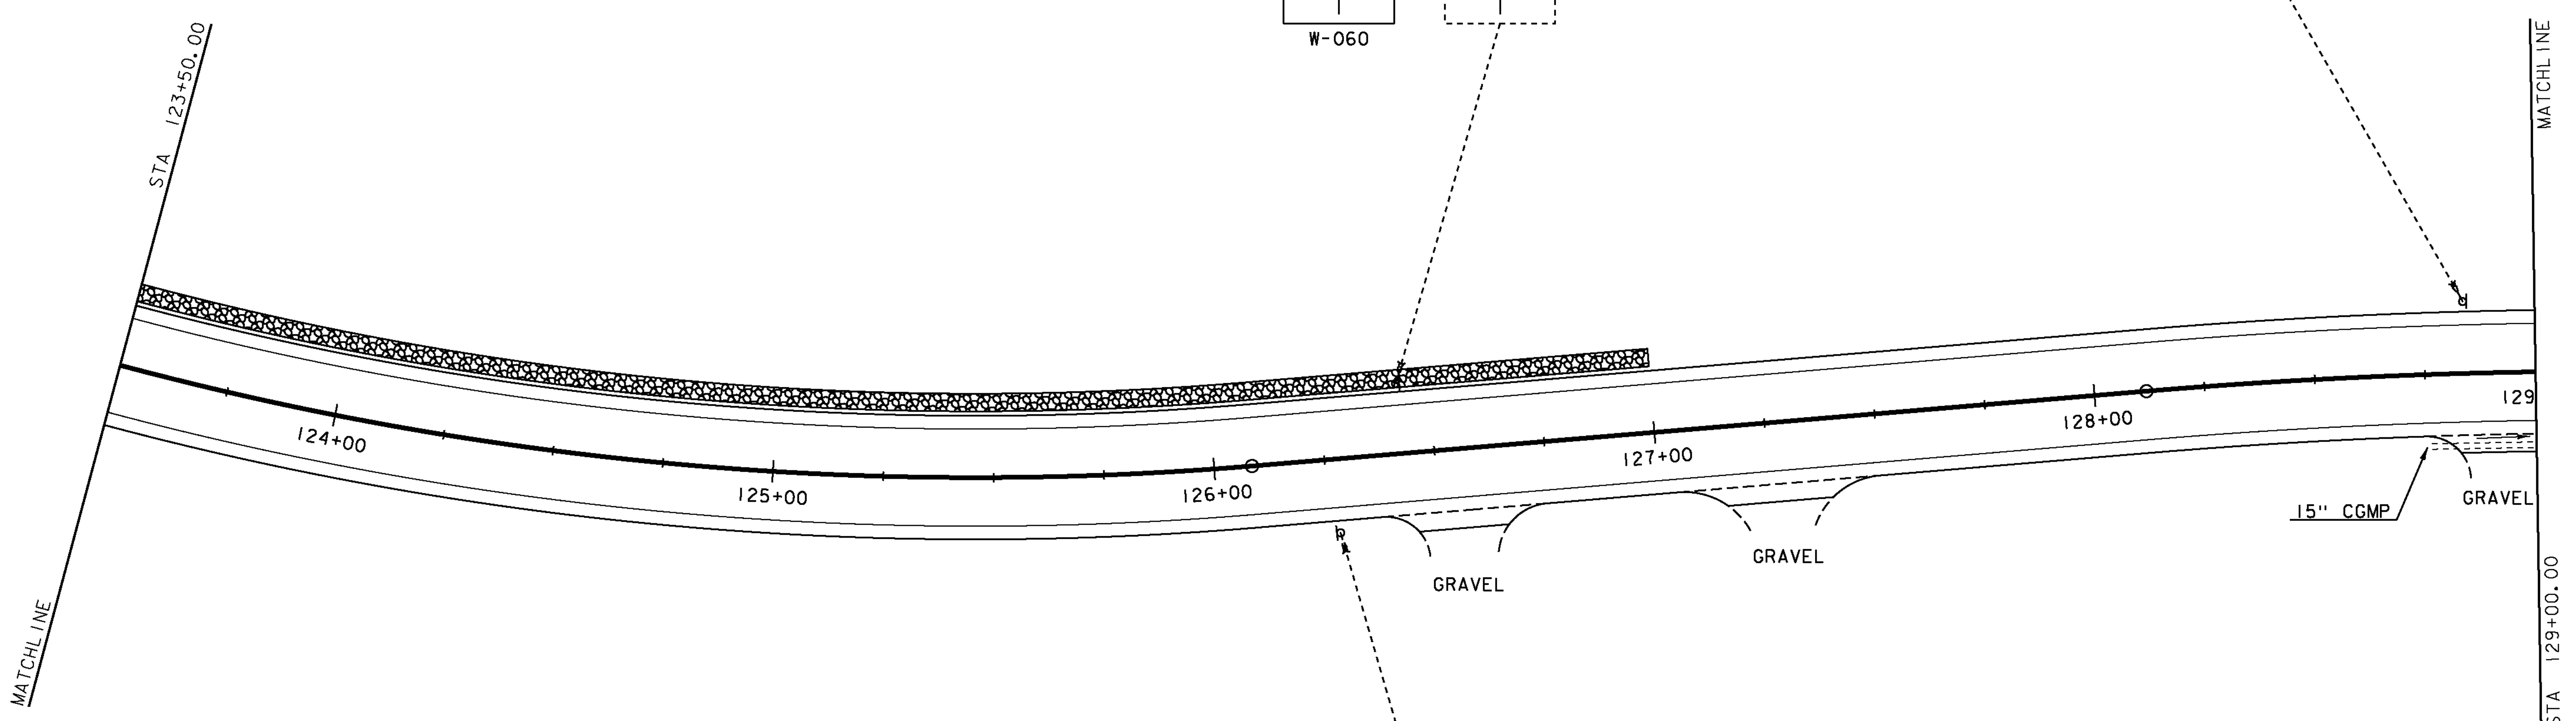 W-060
STA 123+50.00
MATCHLINE
MATCHLINE
STA 129+00.00
124+00
125+00
126+00
127+00
128+00
129
GRAVEL
GRAVEL
15" CGMP
GRAVEL